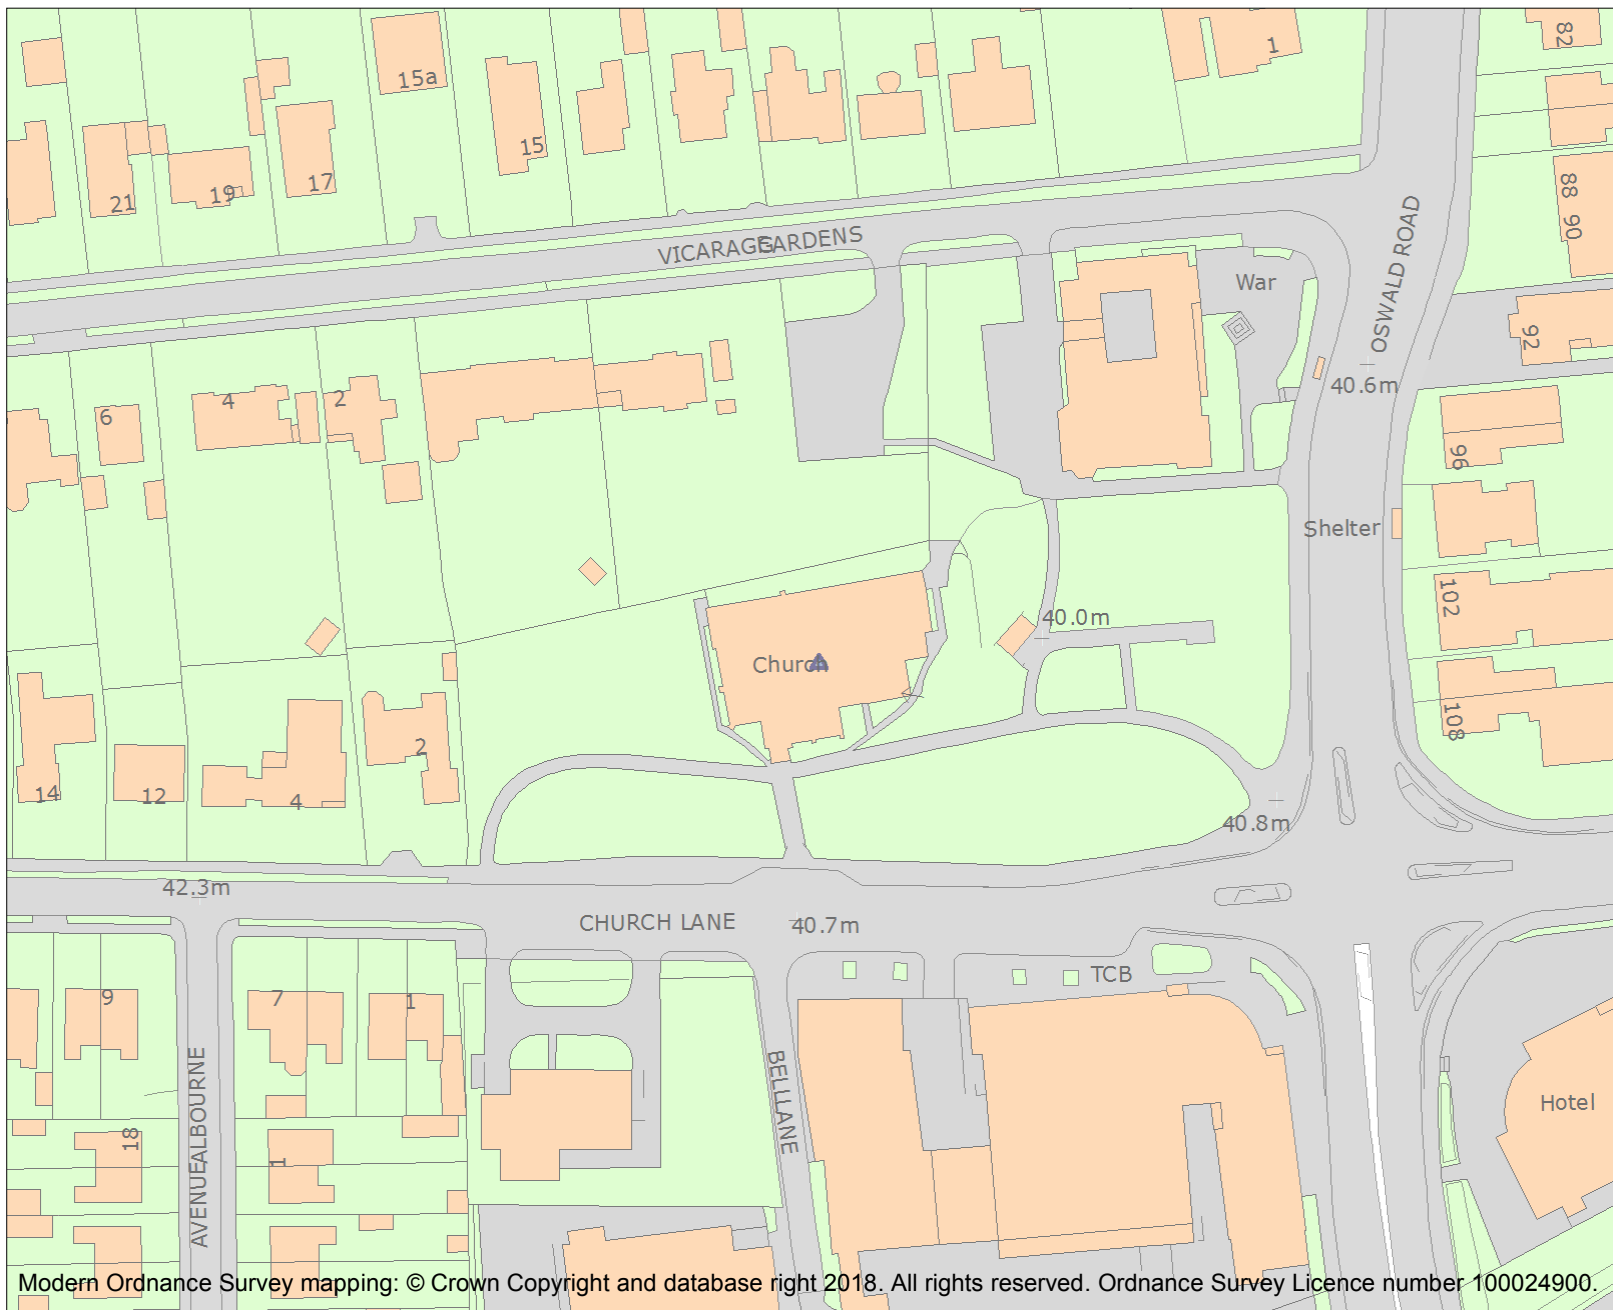 82
1
15a
15
17
19
21
88
90
VICARAGE GARDENS
OSWALD ROAD
War
92
40.6m
2
4
6
96
Shelter
102
40.0m
Church
108
2
14
12
4
40.8m
42.3m
CHURCH LANE
40.7m
TCB
9
7
1
BELL LANE
AVENUE ALBOURNE
Hotel
18
1
Modern Ordnance Survey mapping: © Crown Copyright and database right 2018. All rights reserved. Ordnance Survey Licence number 100024900.